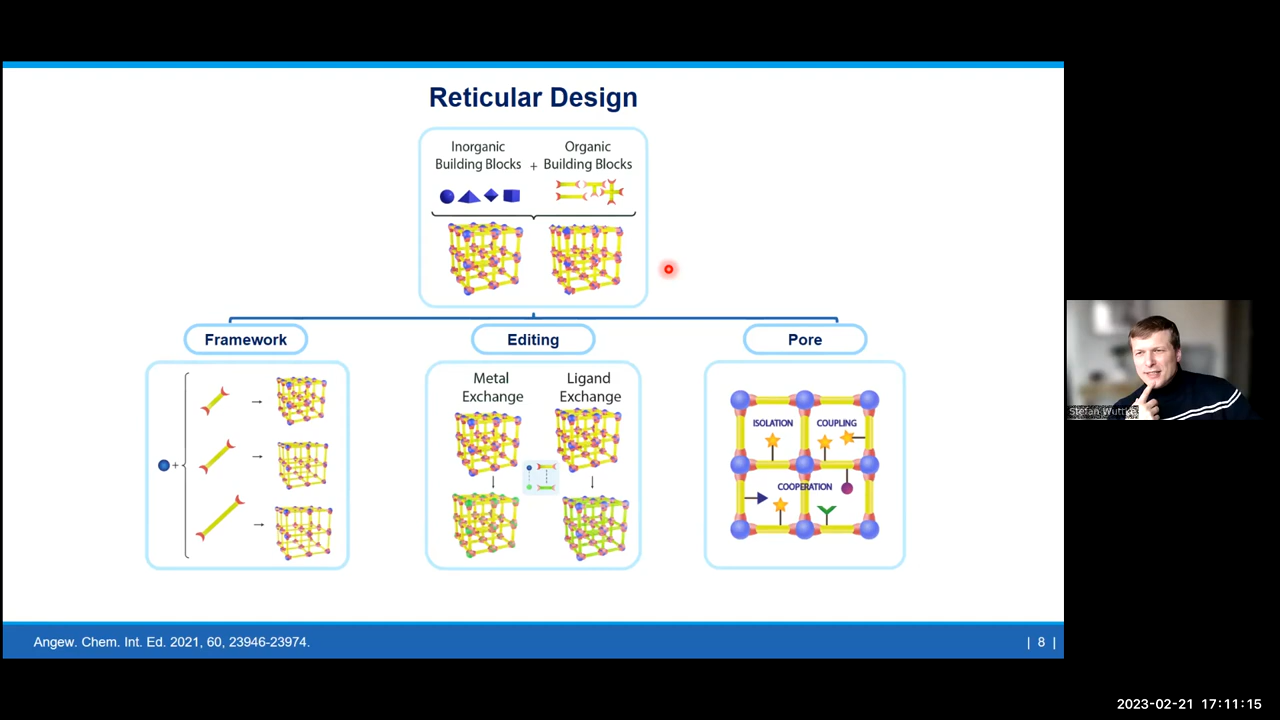 Reticular Design
Inorganic
Building Blocks
+
Organic
Building Blocks
Framework
Editing
Pore
+
Metal
Exchange
Ligand
Exchange
ISOLATION
COUPLING
COOPERATION
Angew. Chem. Int. Ed. 2021, 60, 23946-23974.
| 8 |
Stefan
2023-02-21 17:11:15